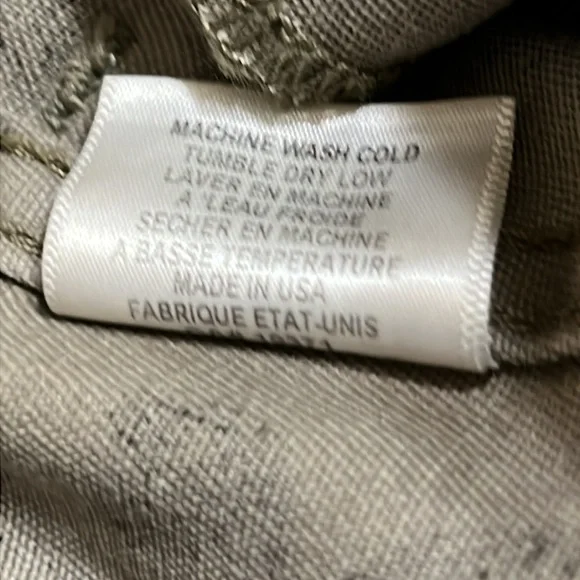 MACHINE WASH COLD
TUMBLE DRY LOW
LAVER EN MACHINE
A 'LEAU FROIDE
SECHER EN MACHINE
A BASSE TEMPERATURE
MADE IN USA
FABRIQUE ETAT-UNIS